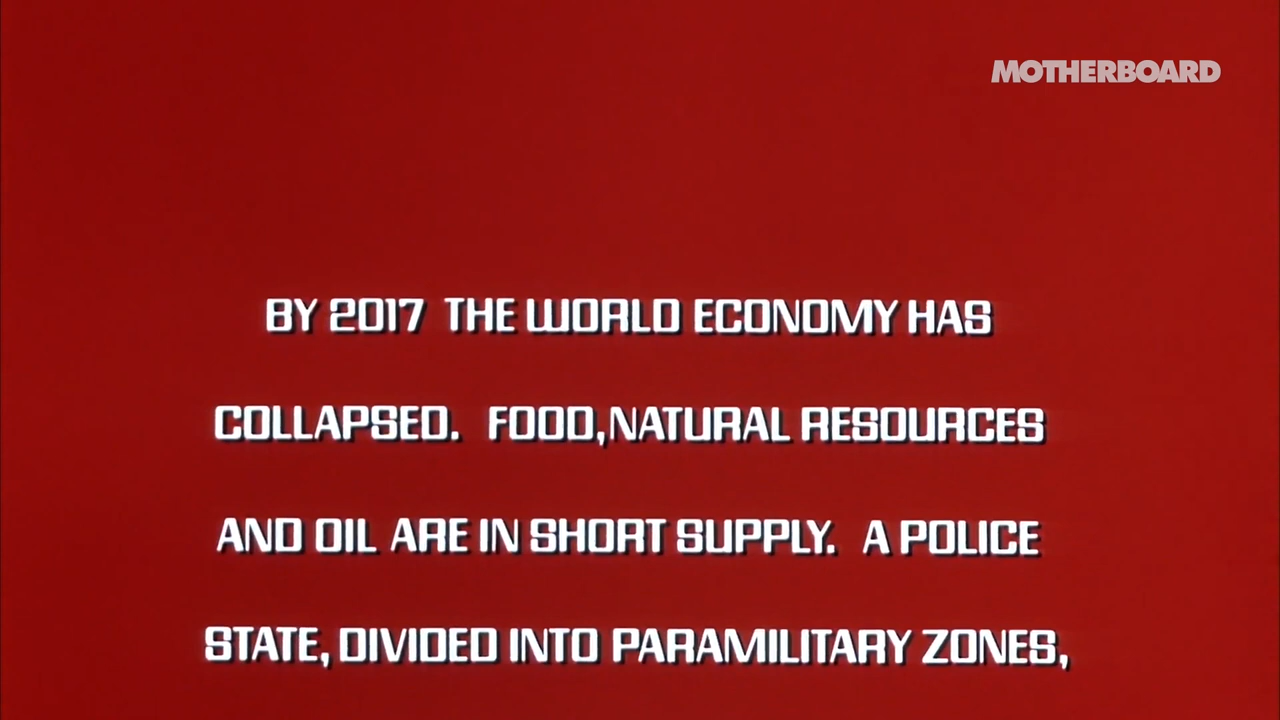 MOTHERBOARD
BY 2017 THE WORLD ECONOMY HAS
COLLAPSED. FOOD,NATURAL RESOURCES
AND OIL ARE IN SHORT SUPPLY. A POLICE
STATE, DIVIDED INTO PARAMILITARY ZONES,